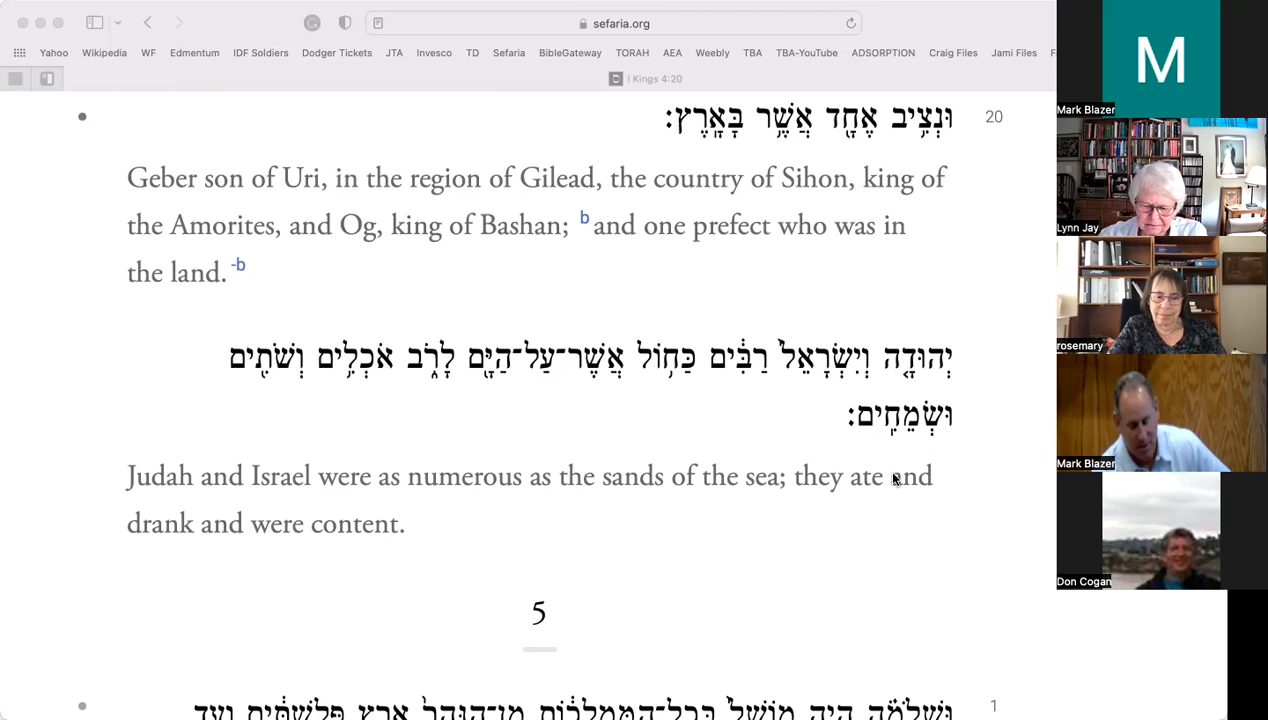 sefaria.org
Yahoo Wikipedia WF Edmentum IDF Soldiers Dodger Tickets JTA Invesco TD Sefaria BibleGateway TORAH AEA Weebly TBA TBA-YouTube ADSORPTION Craig Files Jami Files
I Kings 4:20
M
Mark Blazer
וּנְצִ֥יב אֶחָ֖ד אֲשֶׁ֥ר בָּאָֽרֶץ׃
20
Geber son of Uri, in the region of Gilead, the country of Sihon, king of
the Amorites, and Og, king of Bashan; b and one prefect who was in
the land. -b
Lynn Jay
rosemary
יְהוּדָ֤ה וְיִשְׂרָאֵל֙ רַבִּ֔ים כַּח֥וֹל אֲשֶׁר־עַל־הַיָּ֖ם לָרֹ֑ב אֹכְלִ֥ים וְשֹׁתִ֖ים
וּשְׂמֵחִֽים׃
Judah and Israel were as numerous as the sands of the sea; they ate and
drank and were content.
Mark Blazer
Don Cogan
5
1
וּשְׁלֹמֹ֗ה הָיָ֤ה מוֹשֵׁל֙ בְּכׇל־הַמַּמְלָכ֔וֹת מִן־הַנָּהָר֙ אֶ֣רֶץ פְּלִשְׁתִּ֔ים וְעַ֖ד